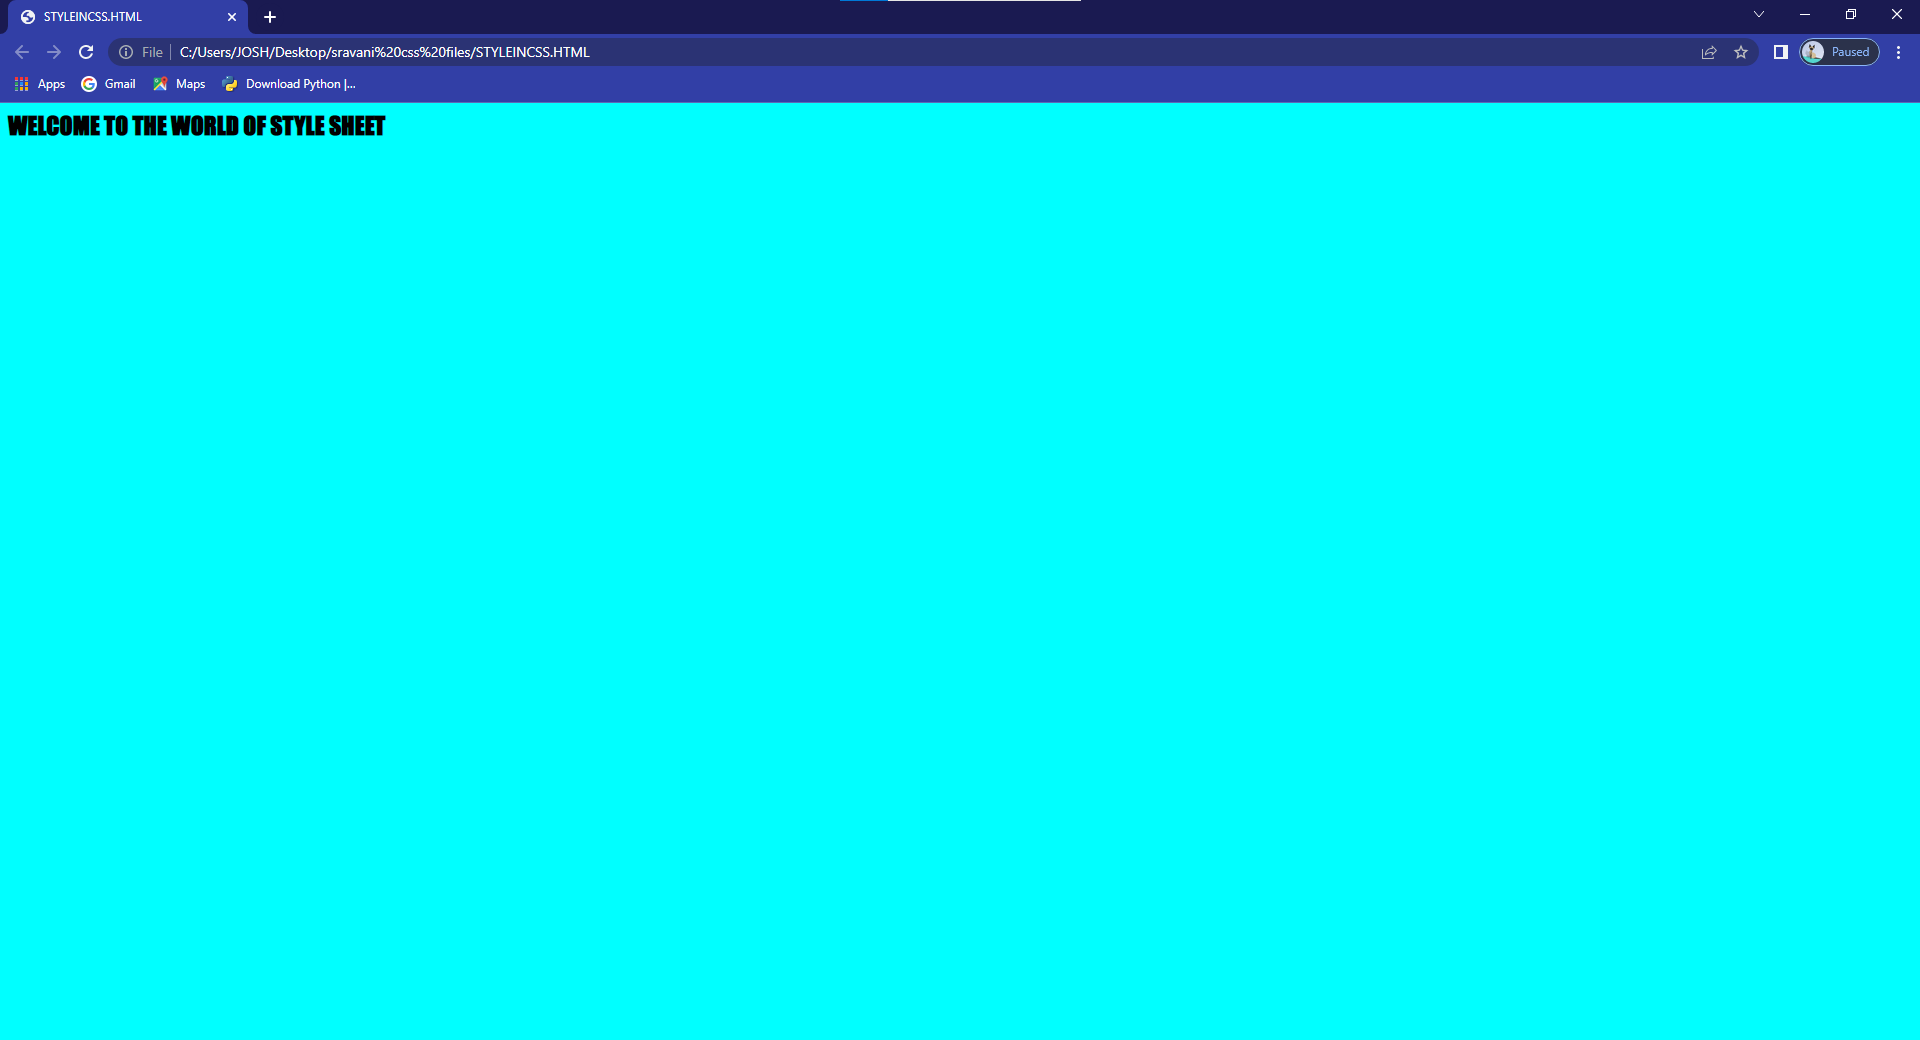 STYLEINCSS.HTML
File C:/Users/JOSH/Desktop/sravani%20css%20files/STYLEINCSS.HTML Paused
Apps Gmail Maps Download Python |...
WELCOME TO THE WORLD OF STYLE SHEET